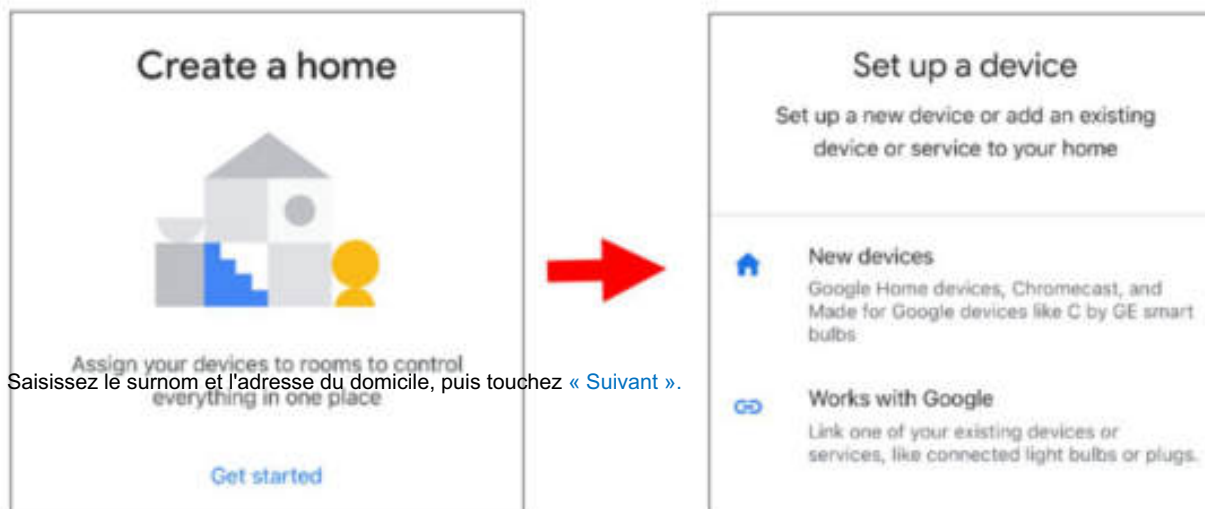 Create a home
Assign your devices to rooms to control
Saisissez le surnom et l'adresse du domicile, puis touchez « Suivant ».
everything in one place
Get started
Set up a device
Set up a new device or add an existing
device or service to your home
New devices
Google Home devices, Chromecast, and
Made for Google devices like C by GE smart
bulbs
Works with Google
Link one of your existing devices or
services, like connected light bulbs or plugs.